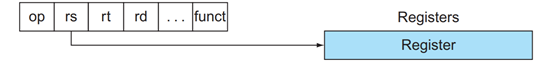 op rs rt rd ... funct
Registers
Register